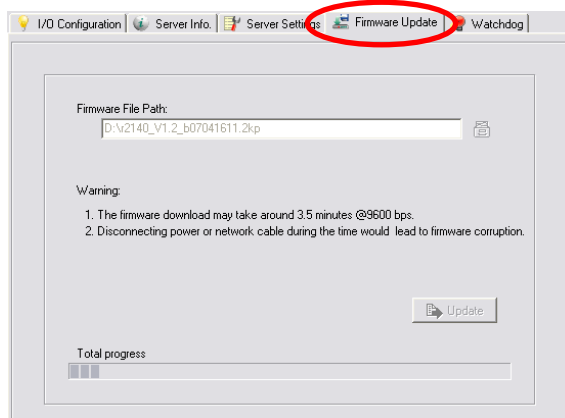 I/O Configuration Server Info. Server Settings Firmware Update Watchdog
Firmware File Path:
D:\r2140_V1.2_b07041611.2kp
Warning:
1. The firmware download may take around 3.5 minutes @9600 bps.
2. Disconnecting power or network cable during the time would lead to firmware corruption.
Update
Total progress